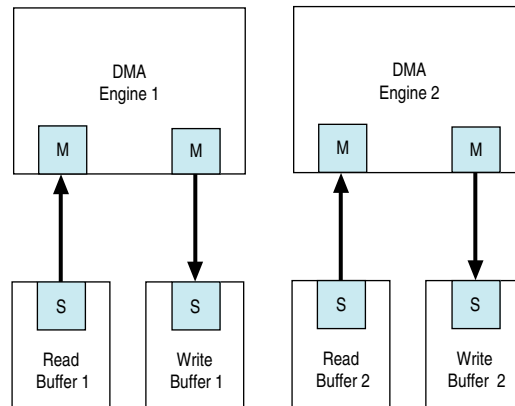 DMA
Engine 1
DMA
Engine 2
M
M
M
M
S
S
S
S
Read
Buffer 1
Write
Buffer 1
Read
Buffer 2
Write
Buffer 2